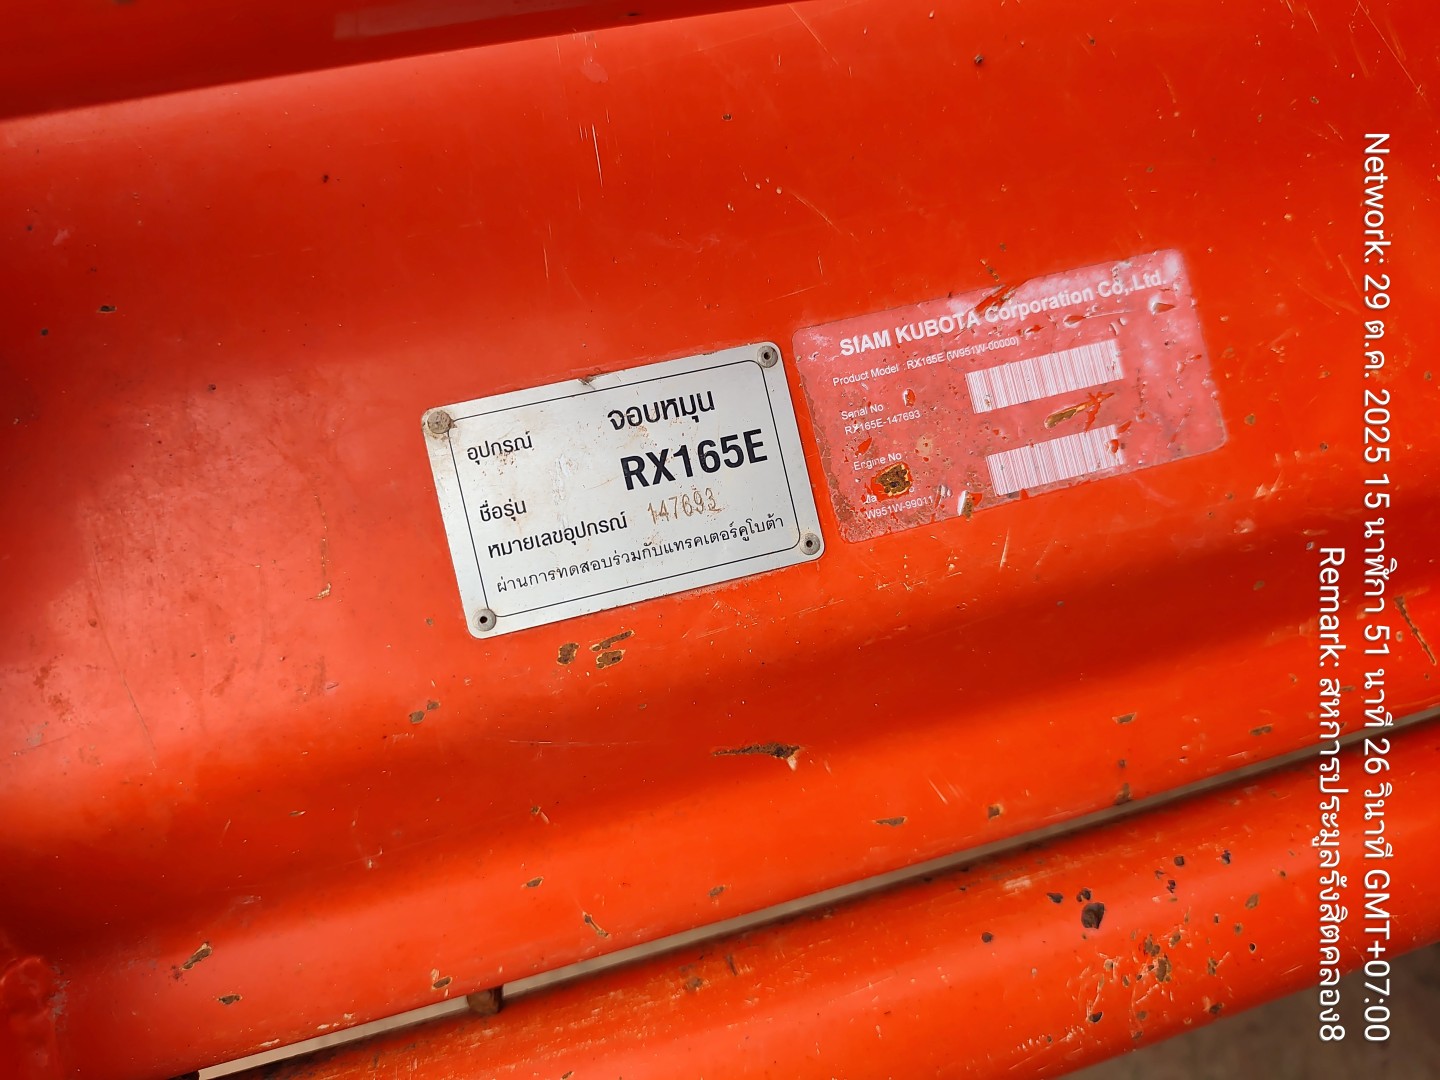 อุปกรณ์ จอบหมุน
ชื่อรุ่น RX165E
หมายเลขอุปกรณ์ 147693
ผ่านการทดสอบร่วมกับแทรคเตอร์คูโบต้า
SIAM KUBOTA Corporation Co,.Ltd.
Product Model : RX165E (W951W-00000)
Serial No
RX165E-147693
Engine No
W951W-99011
Network: 29 ต.ค. 2025 15 นาฬิกา 51 นาที 26 วินาที GMT+07:00
Remark: สหการประมูลรังสิตคลอง8